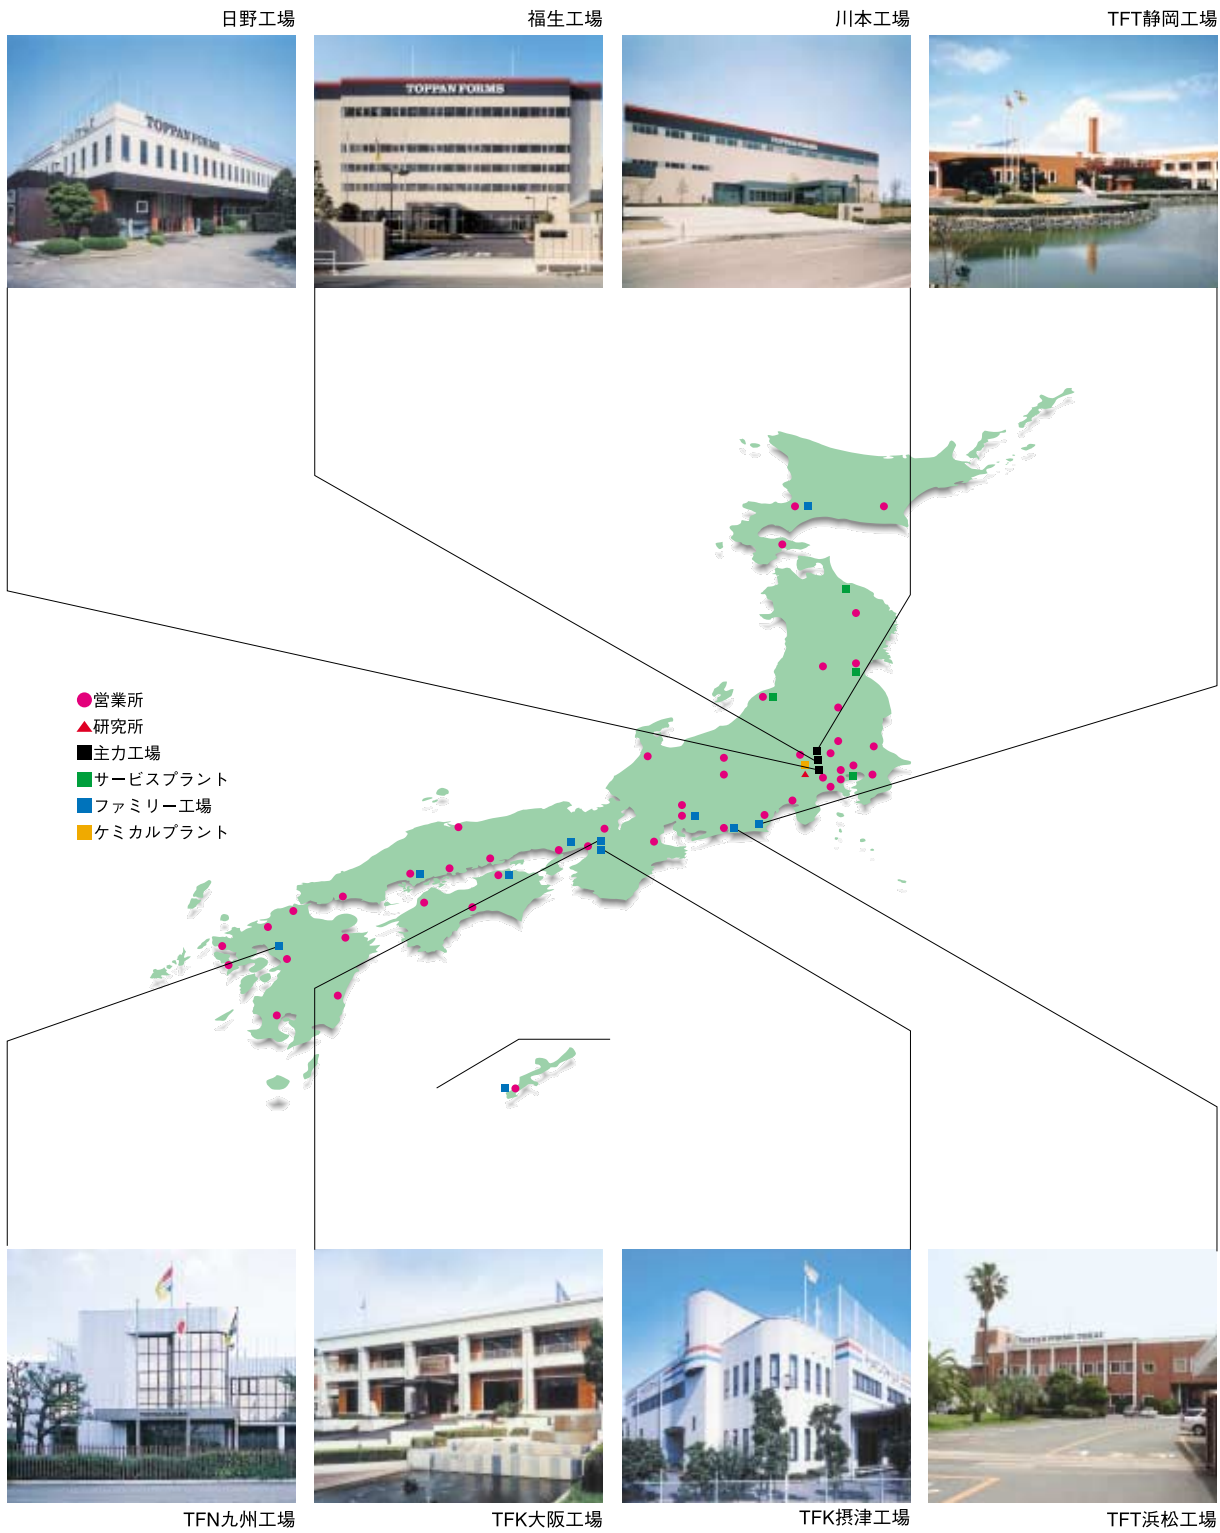 日野工場
福生工場
川本工場
TFT静岡工場
TOPPAN FORMS
TOPPAN FORMS
TOPPAN FORMS
営業所
研究所
主力工場
サービスプラント
ファミリー工場
ケミカルプラント
TFN九州工場
TFK大阪工場
TFK摂津工場
TFT浜松工場